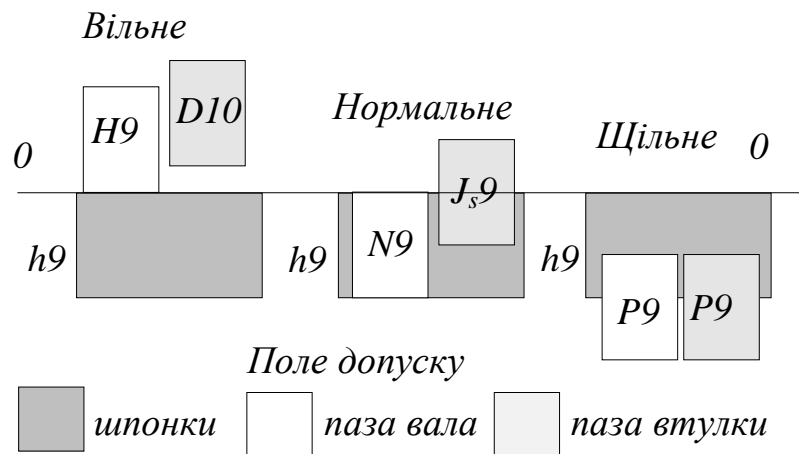 Вільне
H9
D10
Нормальне
Щільне
0
0
Js9
h9
N9
h9
h9
P9
P9
Поле допуску
шпонки
паза вала
паза втулки